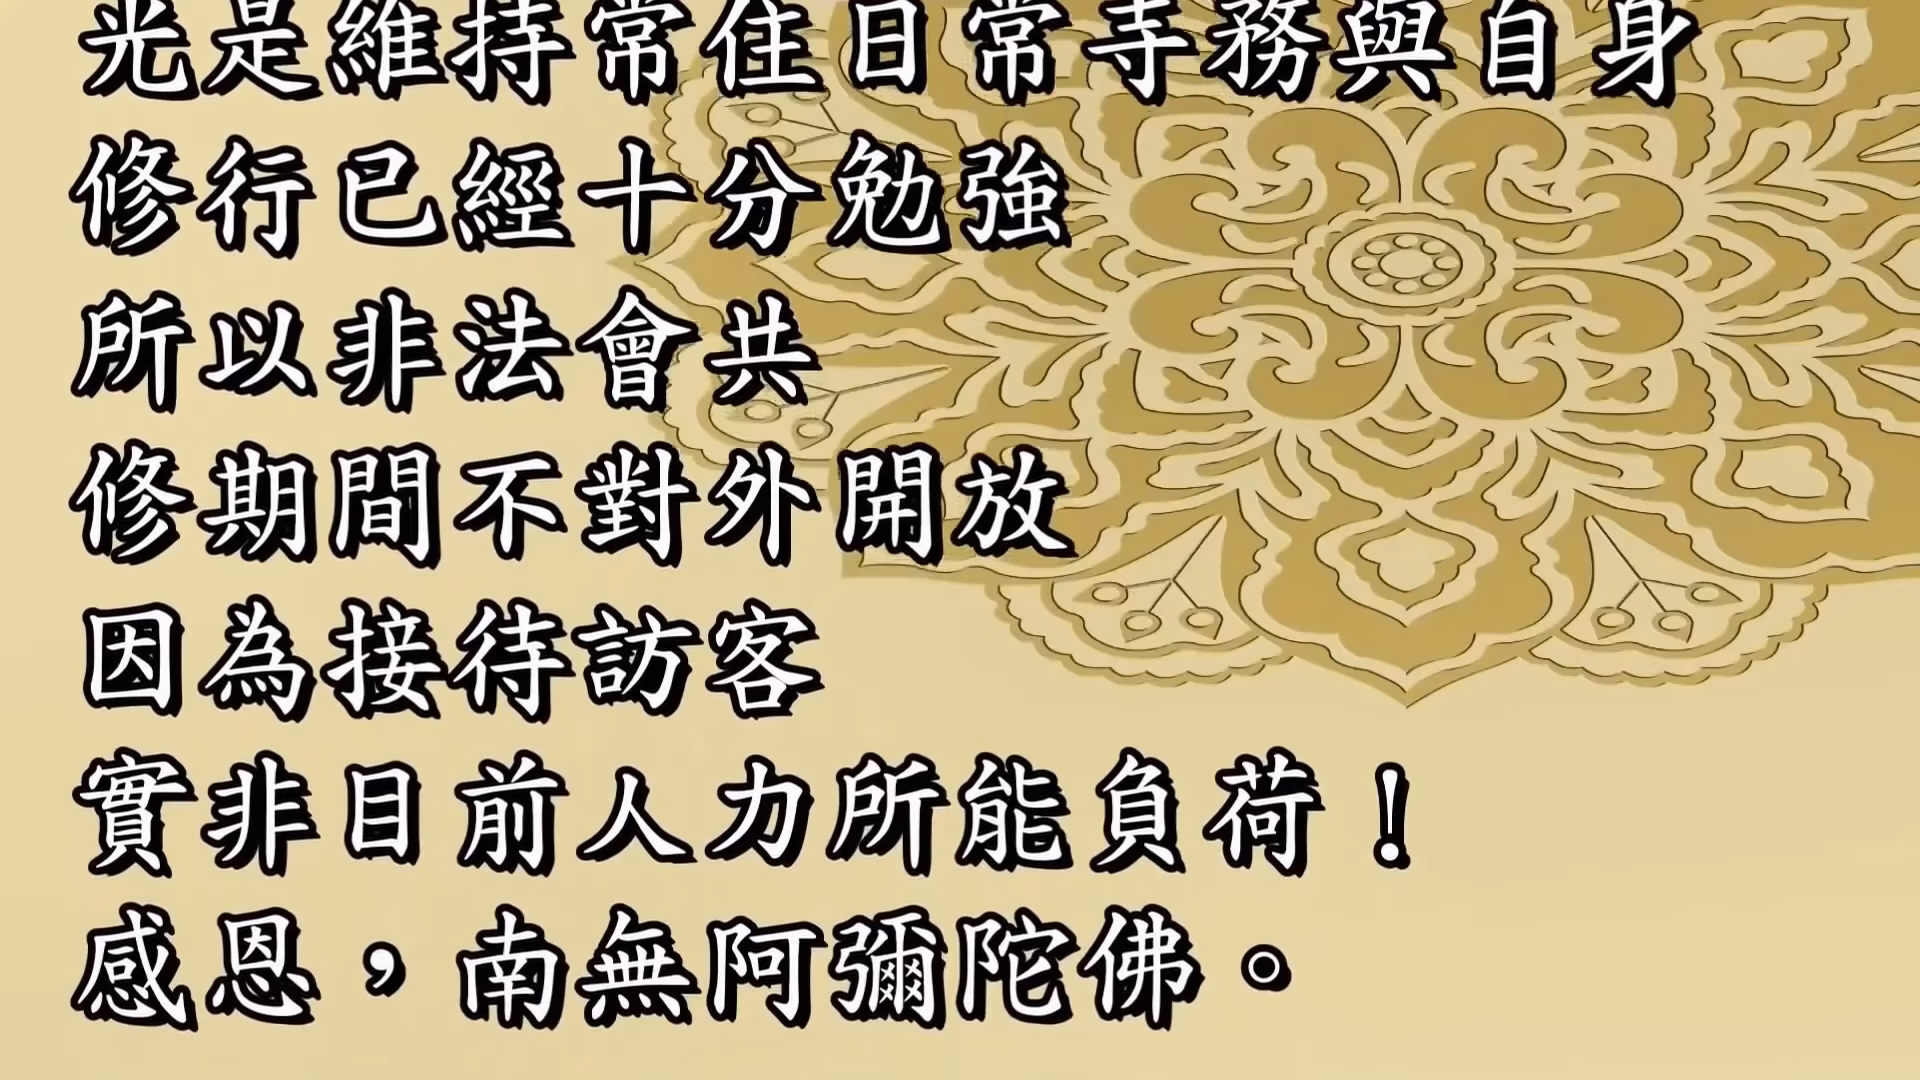 光是維持常住日常寺務與自身
修行已經十分勉強
所以非法會共
修期間不對外開放
因為接待訪客
實非目前人力所能負荷！
感恩，南無阿彌陀佛。